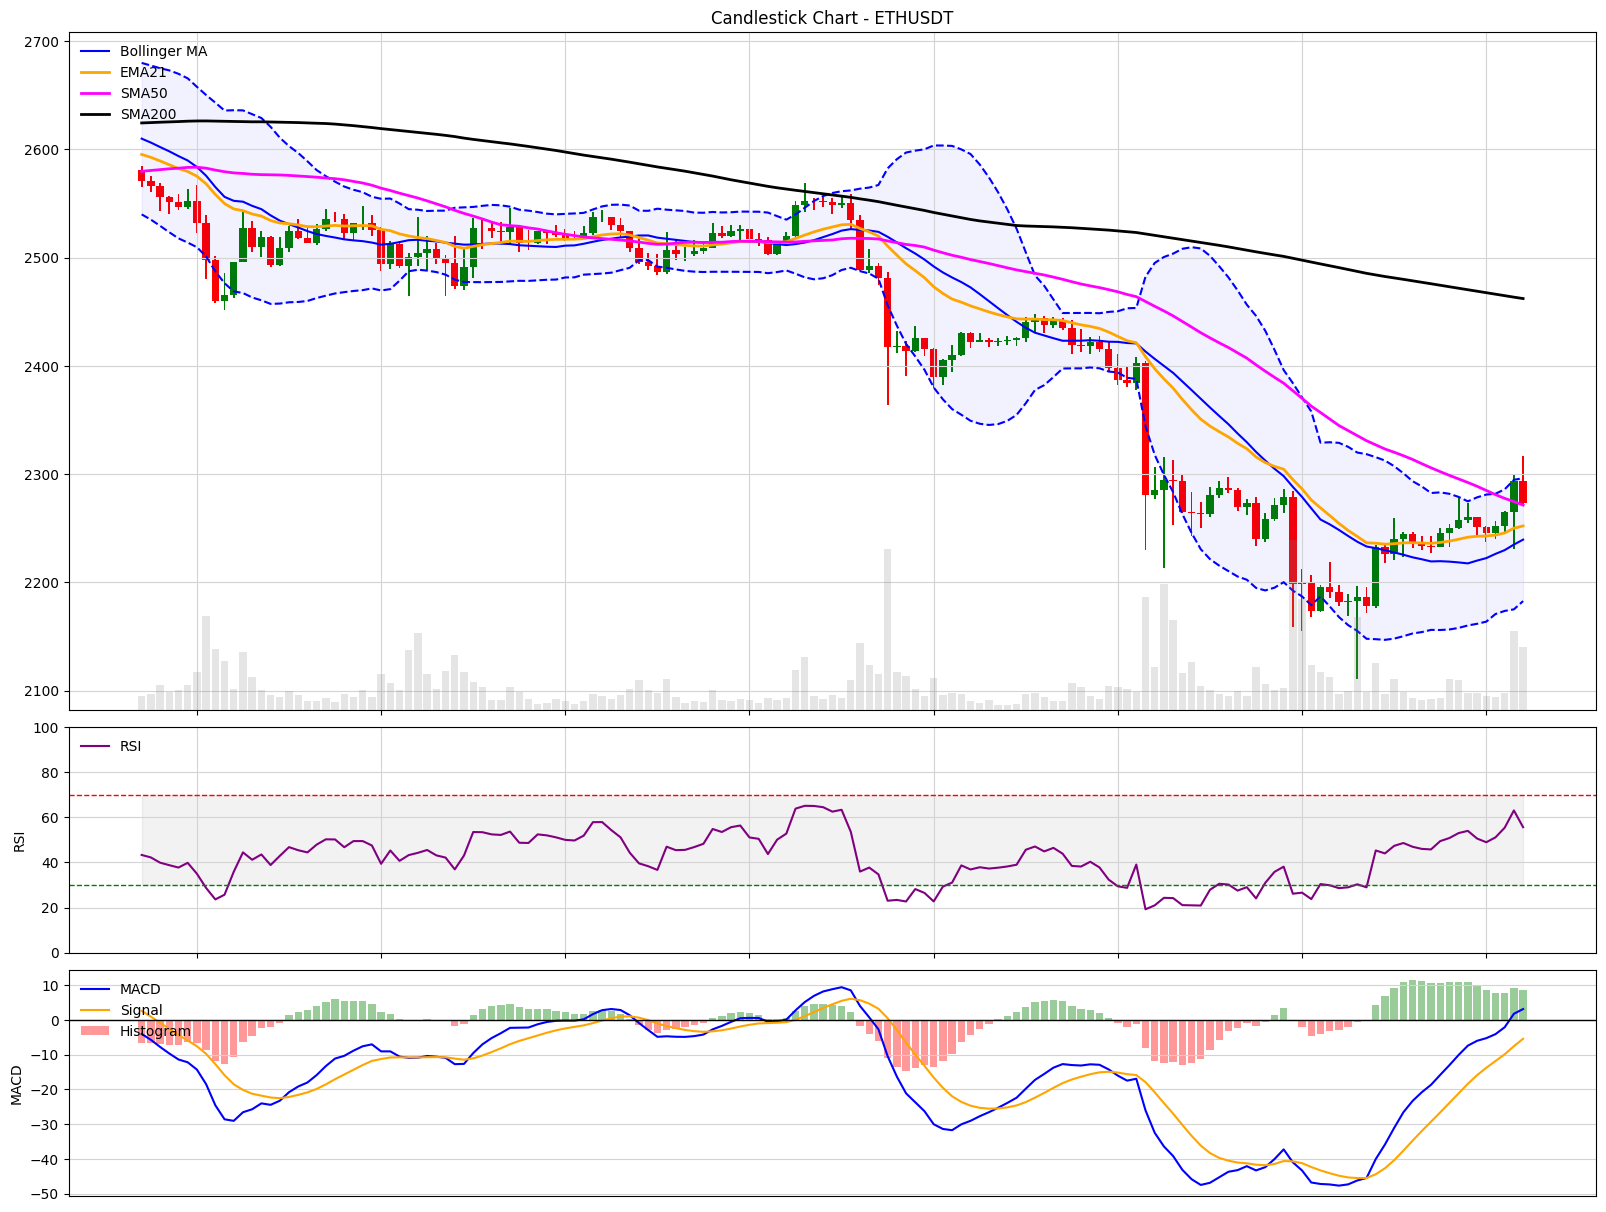 Candlestick Chart - ETHUSDT
Bollinger MA
EMA21
SMA50
SMA200
2700
2600
2500
2400
2300
2200
2100
RSI
RSI
100
80
60
40
20
0
MACD
Signal
Histogram
MACD
10
0
−10
−20
−30
−40
−50